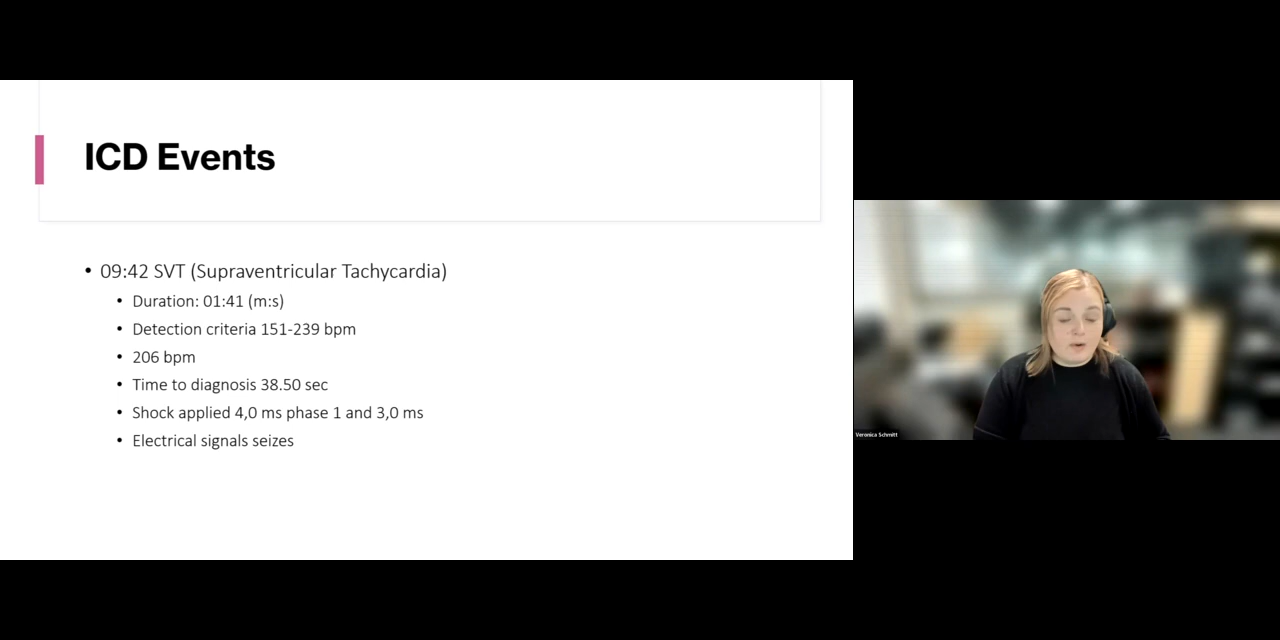 ICD Events
• 09:42 SVT (Supraventricular Tachycardia)
• Duration: 01:41 (m:s)
• Detection criteria 151-239 bpm
• 206 bpm
• Time to diagnosis 38.50 sec
• Shock applied 4,0 ms phase 1 and 3,0 ms
• Electrical signals seizes
Veronica Schmitt